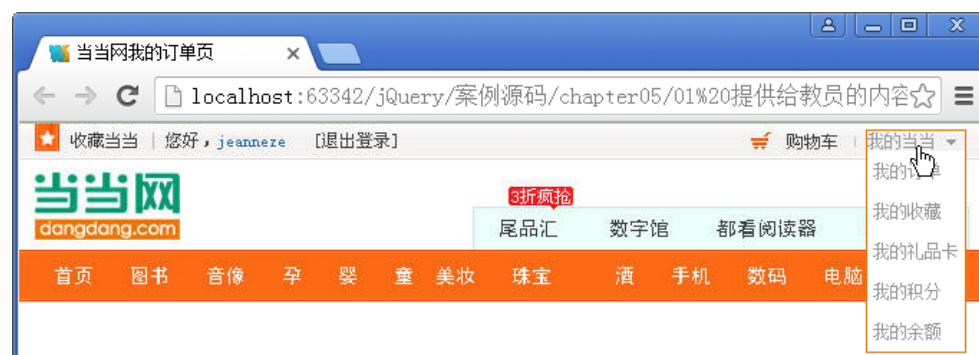 当当网我的订单页
localhost:63342/jQuery/案例源码/chapter05/01%20提供给教员的内容
收藏当当 | 您好，jeanneze [退出登录] 购物车 | 我的当当
我的订单
当当网
dangdang.com
3折疯抢
尾品汇 数字馆 都看阅读器
我的收藏
我的礼品卡
首页 图书 音像 孕 婴 童 美妆 珠宝 酒 手机 数码 电脑
我的积分
我的余额